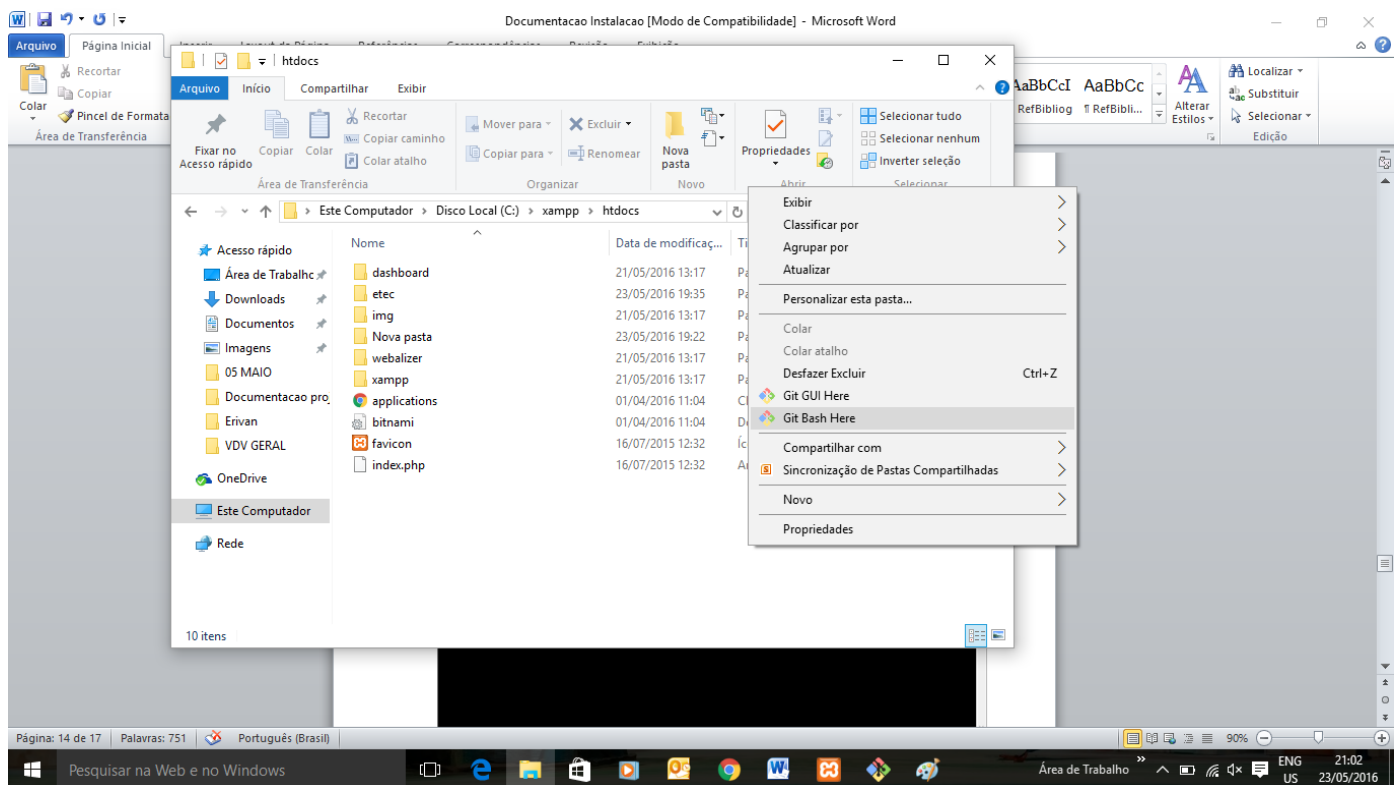 Documentacao Instalacao [Modo de Compatibilidade] - Microsoft Word
Arquivo
Página Inicial
Recortar
Copiar
Pincel de Formata
Colar
Área de Transferência
AaBbCcI
AaBbCc
RefBibliog
¶ RefBibli...
Alterar
Estilos
Localizar
Substituir
Selecionar
Edição
htdocs
Arquivo
Início
Compartilhar
Exibir
Fixar no
Acesso rápido
Copiar
Colar
Recortar
Copiar caminho
Colar atalho
Área de Transferência
Mover para
Copiar para
Excluir
Renomear
Organizar
Nova
pasta
Novo
Propriedades
Abrir
Selecionar tudo
Selecionar nenhum
Inverter seleção
Selecionar
Este Computador > Disco Local (C:) > xampp > htdocs
Acesso rápido
Área de Trabalho
Downloads
Documentos
Imagens
05 MAIO
Documentacao pro
Erivan
VDV GERAL
OneDrive
Este Computador
Rede
Nome Data de modificaç... Ti
dashboard 21/05/2016 13:17 Pa
etec 23/05/2016 19:35 Pa
img 21/05/2016 13:17 Pa
Nova pasta 23/05/2016 19:22 Pa
webalizer 21/05/2016 13:17 Pa
xampp 21/05/2016 13:17 Pa
applications 01/04/2016 11:04
bitnami 01/04/2016 11:04
favicon 16/07/2015 12:32 Íc
index.php 16/07/2015 12:32
10 itens
Exibir
Classificar por
Agrupar por
Atualizar
Personalizar esta pasta...
Colar
Colar atalho
Desfazer Excluir Ctrl+Z
Git GUI Here
Git Bash Here
Compartilhar com
Sincronização de Pastas Compartilhadas
Novo
Propriedades
Página: 14 de 17
Palavras: 751
Português (Brasil)
90%
Pesquisar na Web e no Windows
Área de Trabalho
ENG
US
21:02
23/05/2016